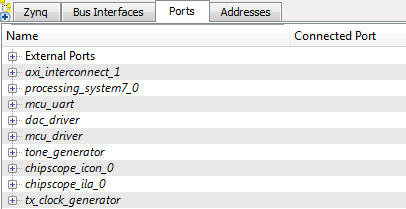 Zynq Bus Interfaces Ports Addresses
Name Connected Port
External Ports
axi_interconnect_1
processing_system7_0
mcu_uart
dac_driver
mcu_driver
tone_generator
chipscope_icon_0
chipscope_ila_0
tx_clock_generator